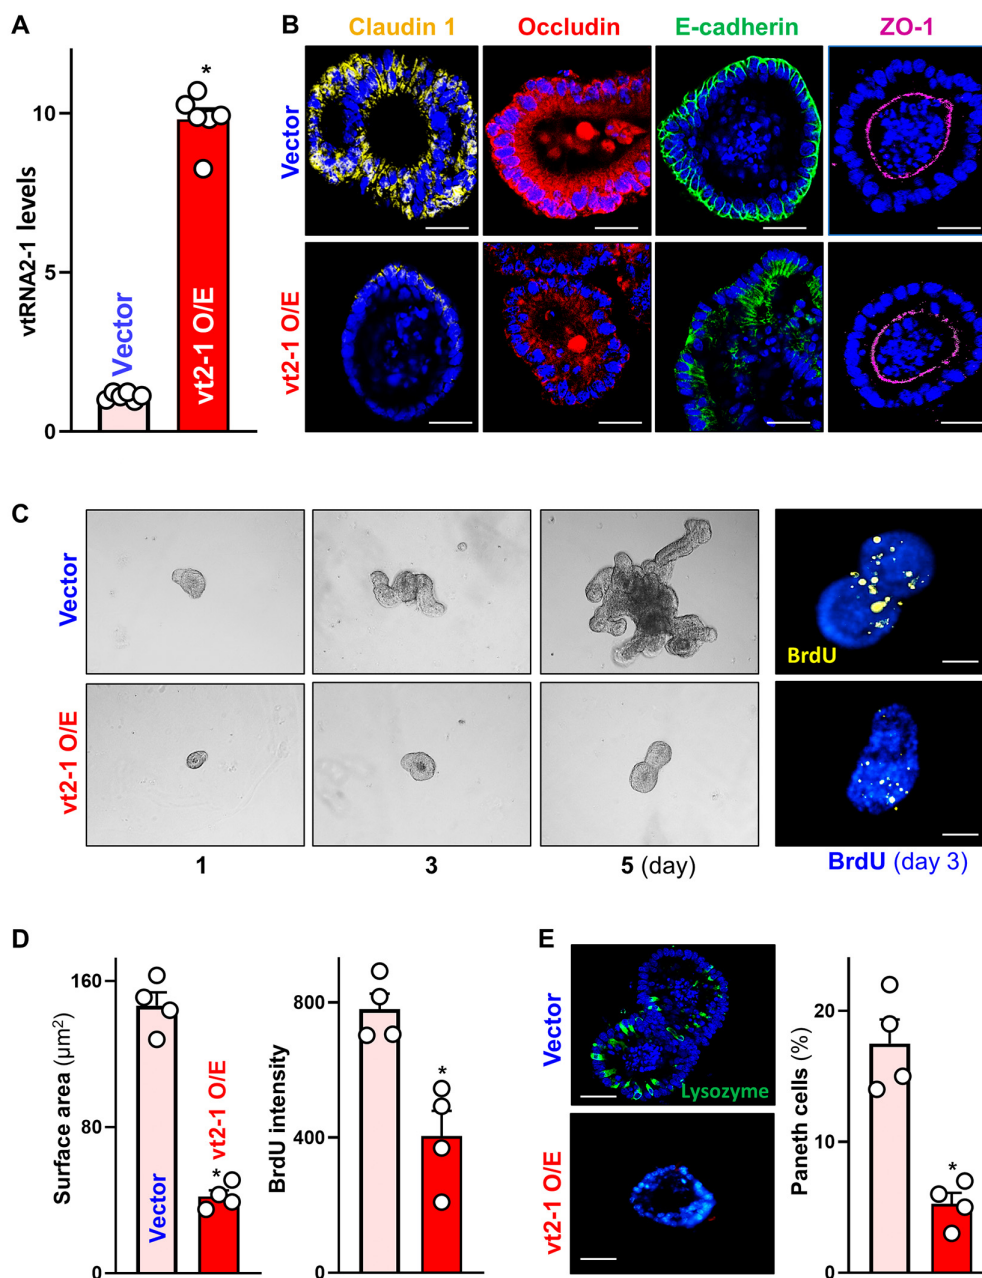 A
vtRNA2-1 levels
10
5
0
Vector
vt2-1 O/E
*
B
Claudin 1
Occludin
E-cadherin
ZO-1
Vector
vt2-1 O/E
C
Vector
vt2-1 O/E
BrdU
1
3
5 (day)
BrdU (day 3)
D
Surface area (µm²)
160
80
0
Vector
vt2-1 O/E
*
BrdU intensity
800
400
0
*
E
Vector
Lysozyme
vt2-1 O/E
Paneth cells (%)
20
10
0
*